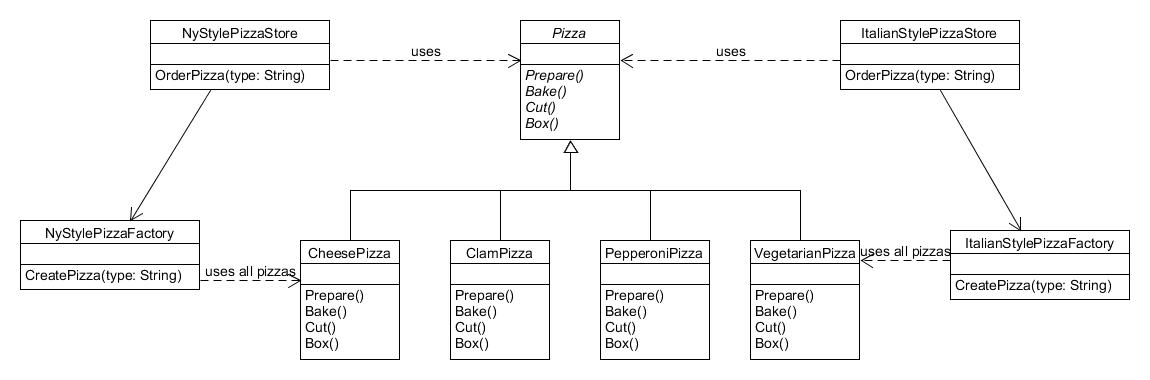 NyStylePizzaStore
OrderPizza(type: String)
uses
Pizza
Prepare()
Bake()
Cut()
Box()
uses
ItalianStylePizzaStore
OrderPizza(type: String)
NyStylePizzaFactory
CreatePizza(type: String)
uses all pizzas
CheesePizza
Prepare()
Bake()
Cut()
Box()
ClamPizza
Prepare()
Bake()
Cut()
Box()
PepperoniPizza
Prepare()
Bake()
Cut()
Box()
VegetarianPizza
Prepare()
Bake()
Cut()
Box()
uses all pizzas
ItalianStylePizzaFactory
CreatePizza(type: String)